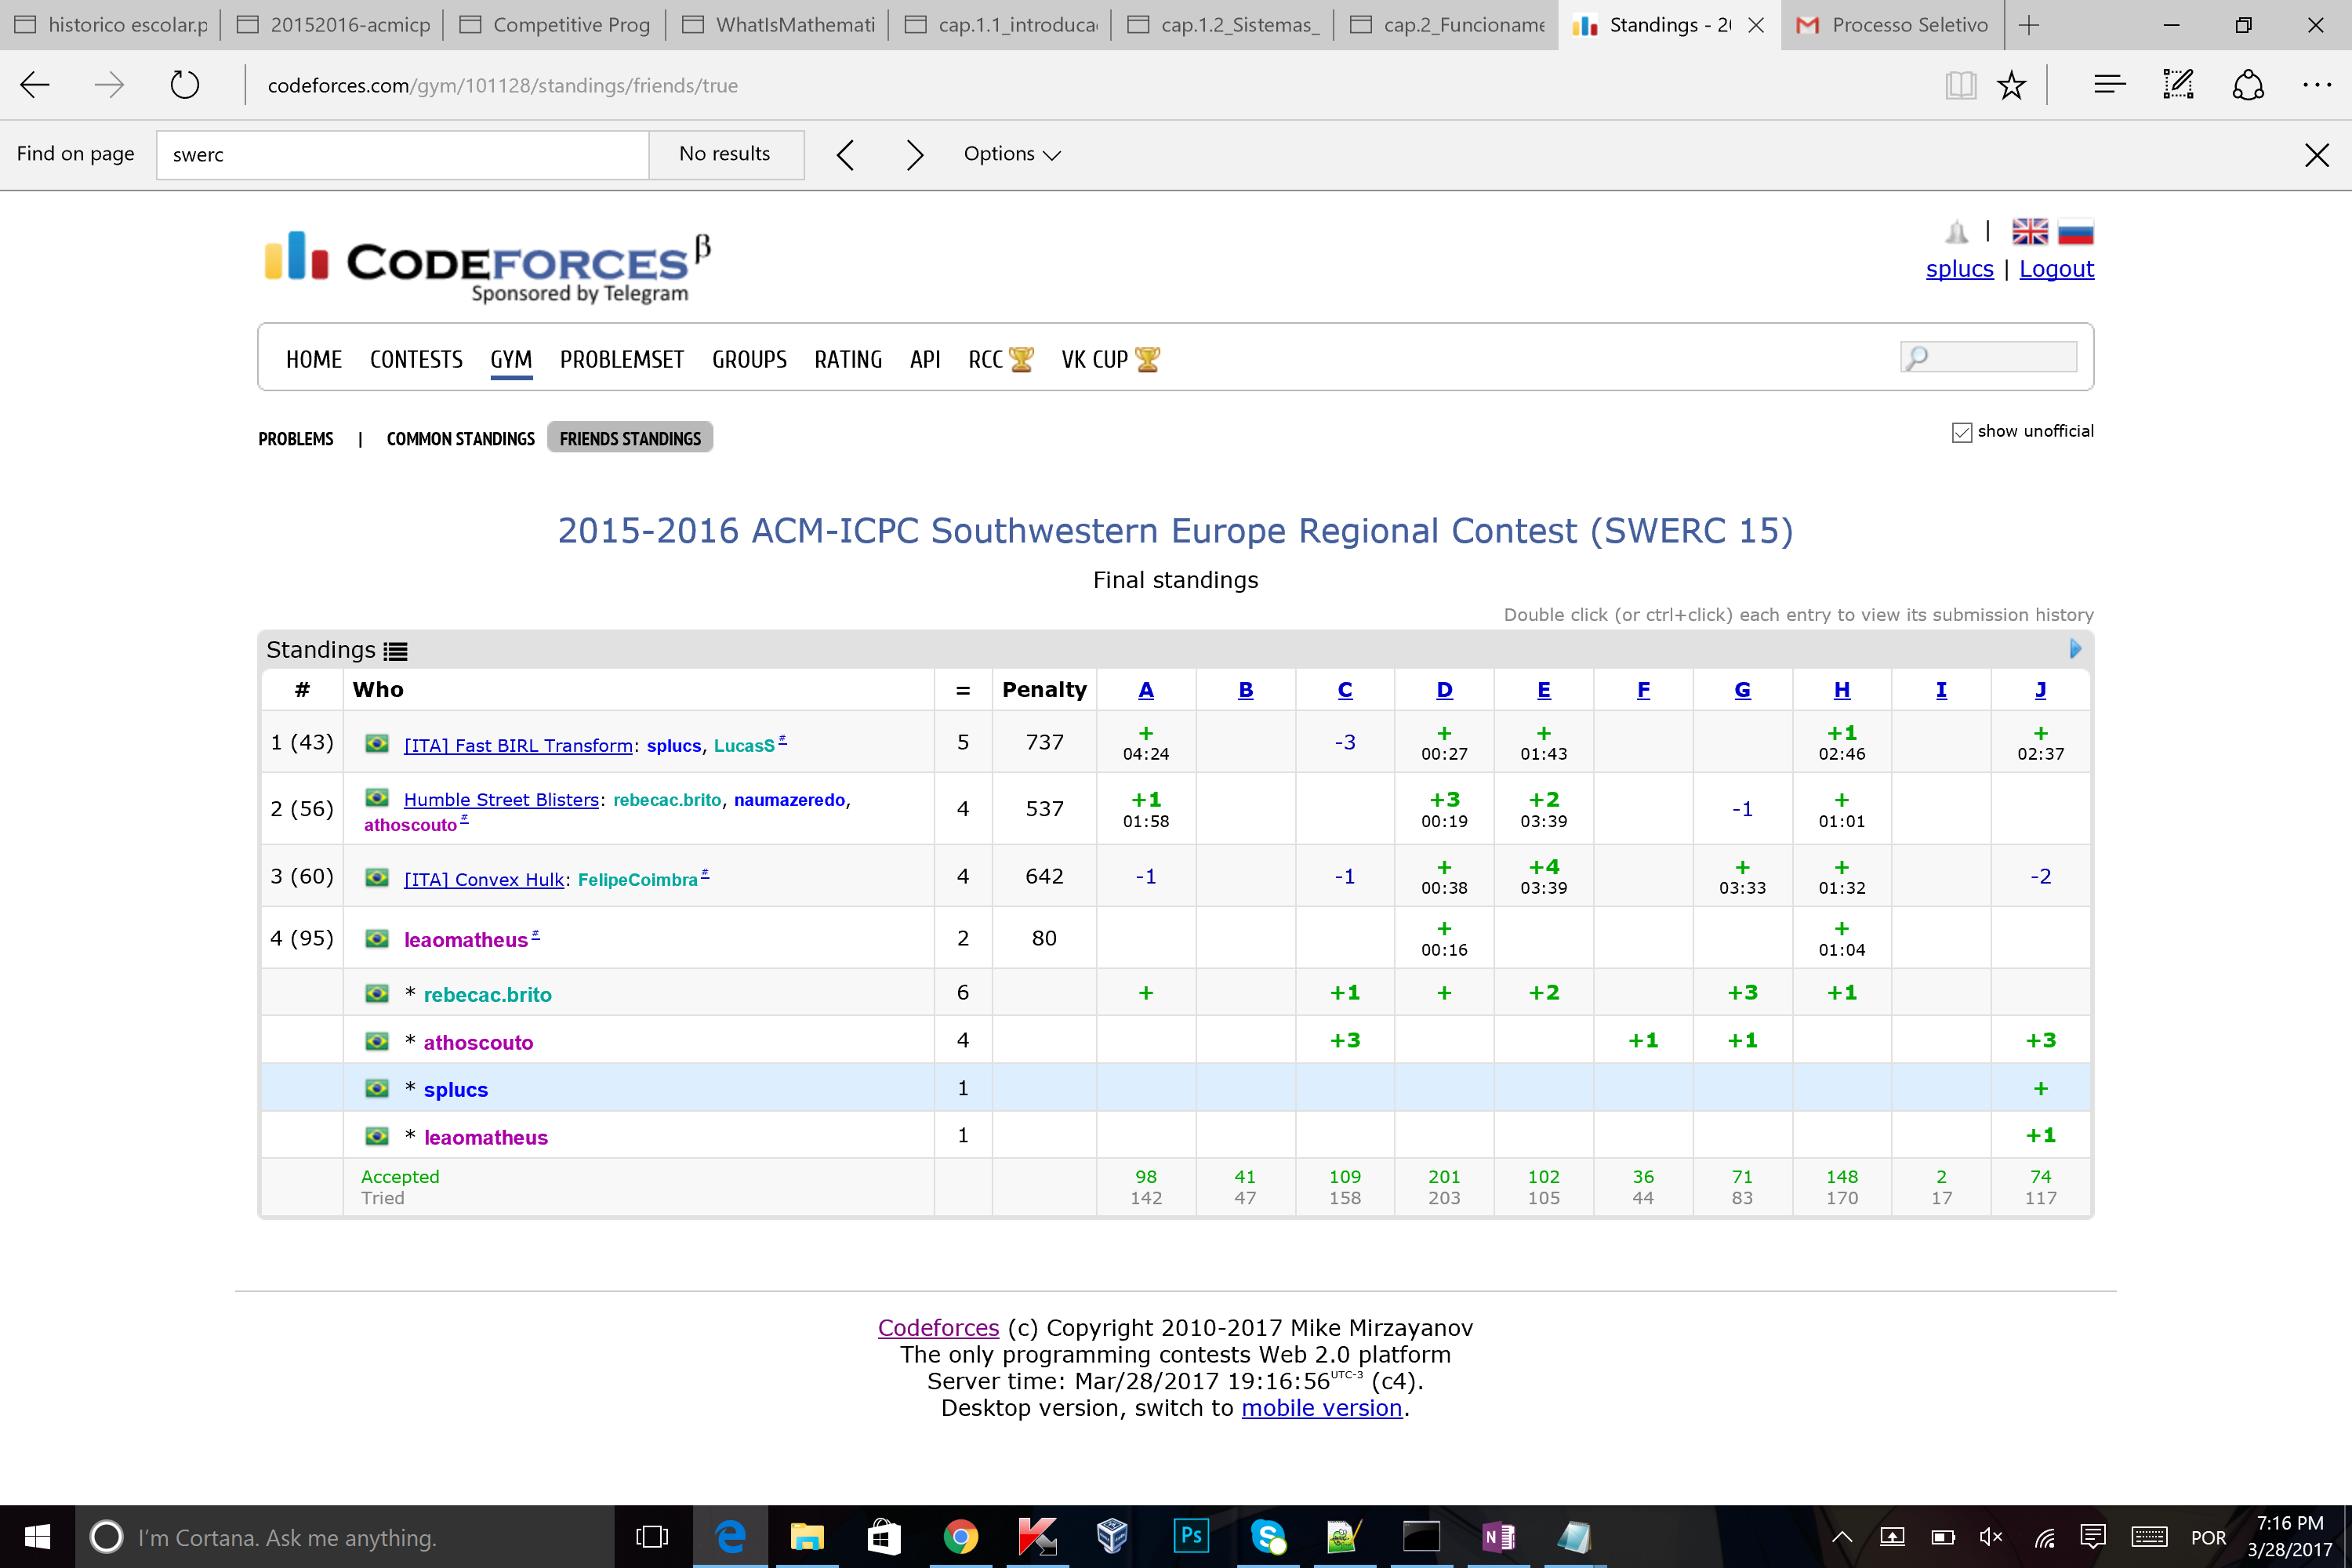 historico escolar.p 20152016-acmicp Competitive Prog WhatIsMathemati cap.1.1_introduca cap.1.2_Sistemas_ cap.2_Funcioname Standings - 20 Processo Seletivo
codeforces.com/gym/101128/standings/friends/true
Find on page swerc No results Options
CODEFORCES β
Sponsored by Telegram
splucs | Logout
HOME CONTESTS GYM PROBLEMSET GROUPS RATING API RCC VK CUP
PROBLEMS | COMMON STANDINGS FRIENDS STANDINGS show unofficial
2015-2016 ACM-ICPC Southwestern Europe Regional Contest (SWERC 15)
Final standings
Double click (or ctrl+click) each entry to view its submission history
Standings
# Who = Penalty A B C D E F G H I J
1 (43) [ITA] Fast BIRL Transform: splucs, LucasS # 5 737 + -3 + + +1 +
04:24 00:27 01:43 02:46 02:37
2 (56) Humble Street Blisters: rebecac.brito, naumazeredo, 4 537 +1 +3 +2 -1 +
athoscouto # 01:58 00:19 03:39 01:01
3 (60) [ITA] Convex Hulk: FelipeCoimbra # 4 642 -1 -1 + +4 + + -2
00:38 03:39 03:33 01:32
4 (95) leaomatheus # 2 80 + +
00:16 01:04
* rebecac.brito 6 + +1 + +2 +3 +1
* athoscouto 4 +3 +1 +1 +3
* splucs 1 +
* leaomatheus 1 +1
Accepted 98 41 109 201 102 36 71 148 2 74
Tried 142 47 158 203 105 44 83 170 17 117
Codeforces (c) Copyright 2010-2017 Mike Mirzayanov
The only programming contests Web 2.0 platform
Server time: Mar/28/2017 19:16:56 UTC-3 (c4).
Desktop version, switch to mobile version.
I'm Cortana. Ask me anything. Ps N POR 7:16 PM
3/28/2017